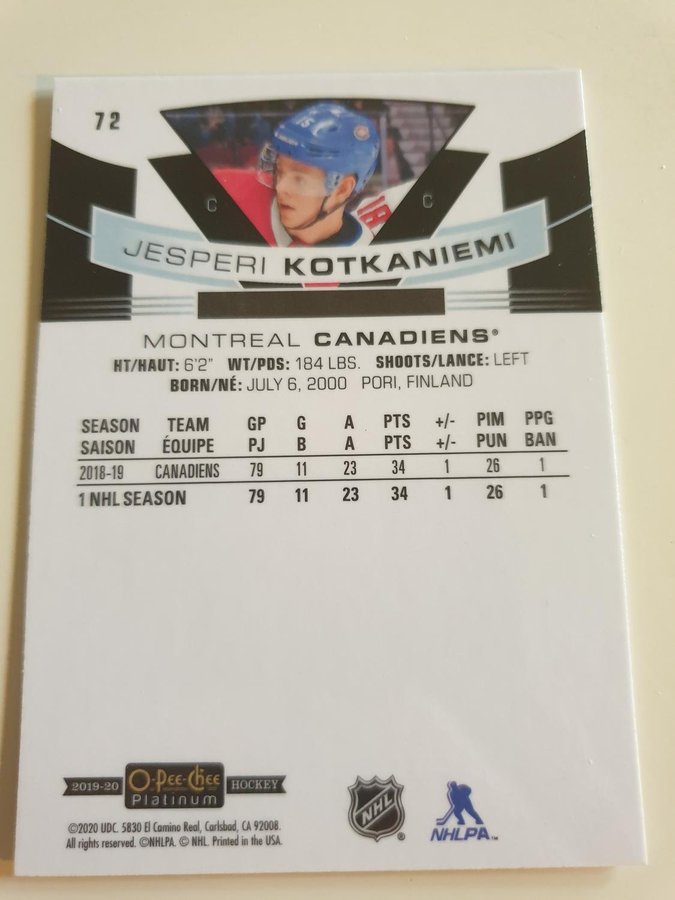 72
15
C C
JESPERI KOTKANIEMI
MONTREAL CANADIENS®
HT/HAUT: 6'2" WT/PDS: 184 LBS. SHOOTS/LANCE: LEFT
BORN/NÉ: JULY 6, 2000 PORI, FINLAND
SEASON TEAM GP G A PTS +/- PIM PPG
SAISON ÉQUIPE PJ B A PTS +/- PUN BAN
2018-19 CANADIENS 79 11 23 34 1 26 1
1 NHL SEASON 79 11 23 34 1 26 1
2019-20 O-Pee-Chee HOCKEY
Platinum
©2020 UDC. 5830 El Camino Real, Carlsbad, CA 92008.
All rights reserved. ©NHLPA. © NHL. Printed in the USA.
NHL®
NHLPA™